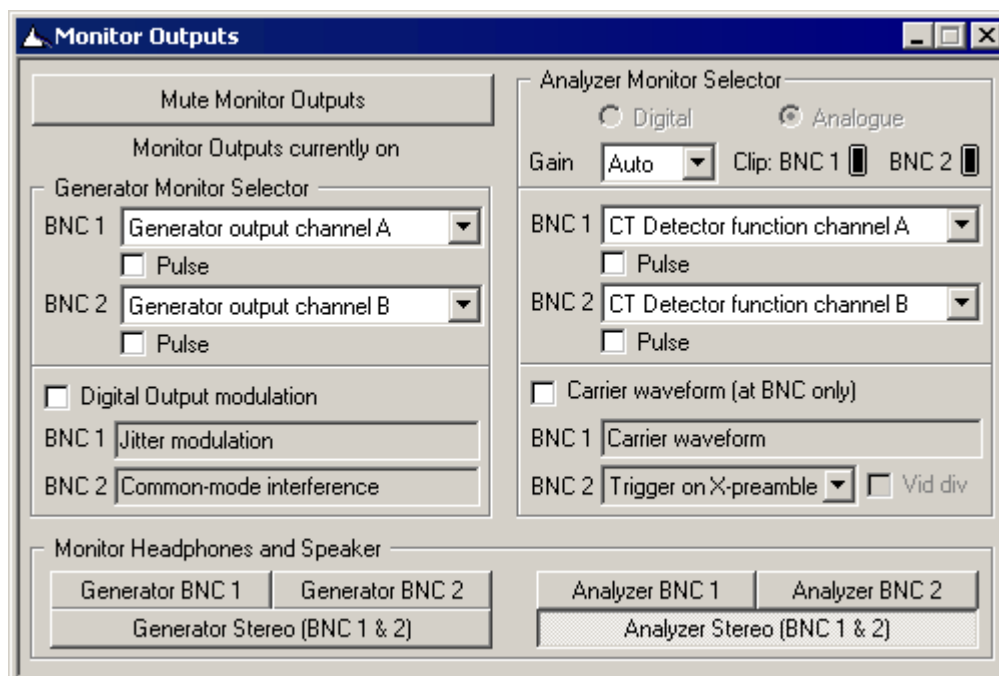 Monitor Outputs
Mute Monitor Outputs
Monitor Outputs currently on
Generator Monitor Selector
BNC 1 Generator output channel A
Pulse
BNC 2 Generator output channel B
Pulse
Digital Output modulation
BNC 1 Jitter modulation
BNC 2 Common-mode interference
Analyzer Monitor Selector
Digital Analogue
Gain Auto Clip: BNC 1 BNC 2
BNC 1 CT Detector function channel A
Pulse
BNC 2 CT Detector function channel B
Pulse
Carrier waveform (at BNC only)
BNC 1 Carrier waveform
BNC 2 Trigger on X-preamble Vid div
Monitor Headphones and Speaker
Generator BNC 1 Generator BNC 2
Generator Stereo (BNC 1 & 2)
Analyzer BNC 1 Analyzer BNC 2
Analyzer Stereo (BNC 1 & 2)